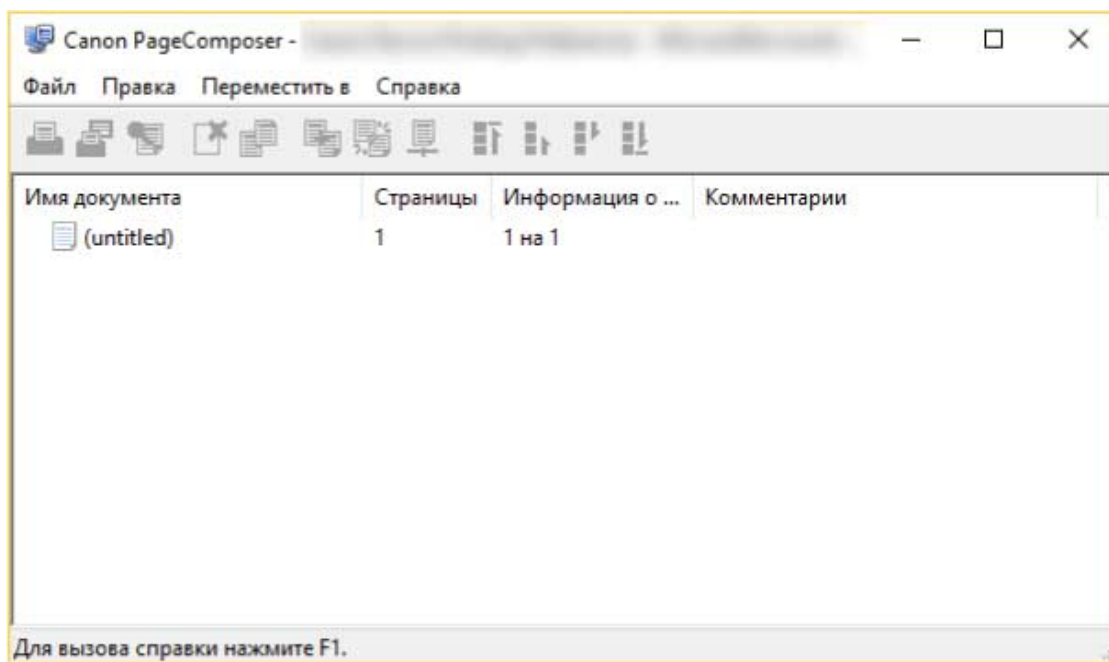 Canon PageComposer -
Файл Правка Переместить в Справка
Имя документа Страницы Информация о ... Комментарии
(untitled) 1 1 на 1
Для вызова справки нажмите F1.